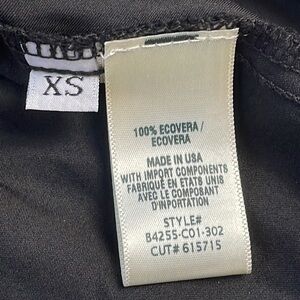 XS
100% ECOVERA /
ECOVERA
MADE IN USA
WITH IMPORT COMPONENTS
FABRIQUÉ EN ÉTATS UNIS
AVEC LE COMPOSANT
D'INPORTATION
STYLE#
B4255-C01-302
CUT# 615715